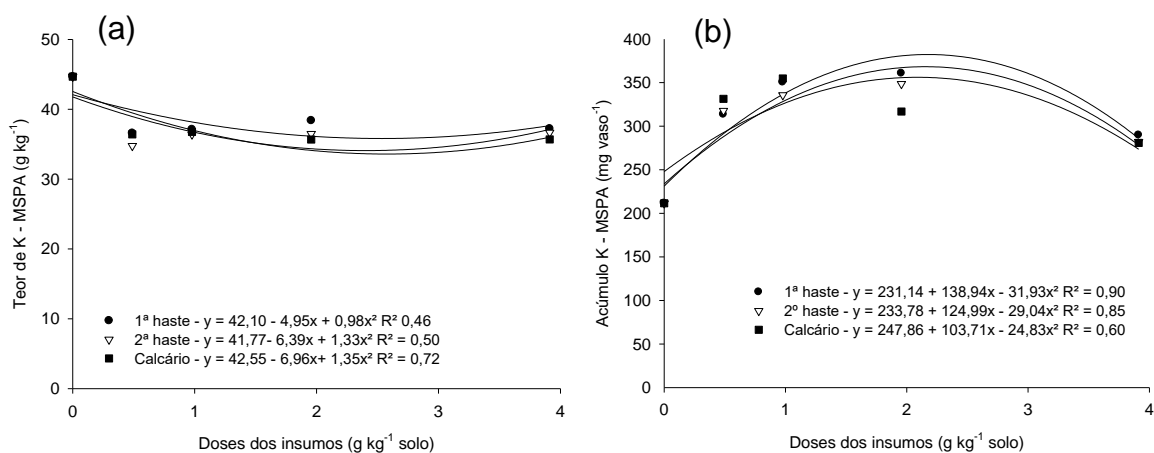 (a)
50
40
30
20
10
0
Teor de K - MSPA (g kg⁻¹)
1ª haste - y = 42,10 - 4,95x + 0,98x² R² 0,46
2ª haste - y = 41,77- 6,39x + 1,33x² R² = 0,50
Calcário - y = 42,55 - 6,96x+ 1,35x² R² = 0,72
0 1 2 3 4
Doses dos insumos (g kg⁻¹ solo)
(b)
400
350
300
250
200
150
100
50
0
Acúmulo K - MSPA (mg vaso⁻¹)
1ª haste - y = 231,14 + 138,94x - 31,93x² R² = 0,90
2º haste - y = 233,78 + 124,99x - 29,04x² R² = 0,85
Calcário - y = 247,86 + 103,71x - 24,83x² R² = 0,60
0 1 2 3 4
Doses dos insumos (g kg⁻¹ solo)